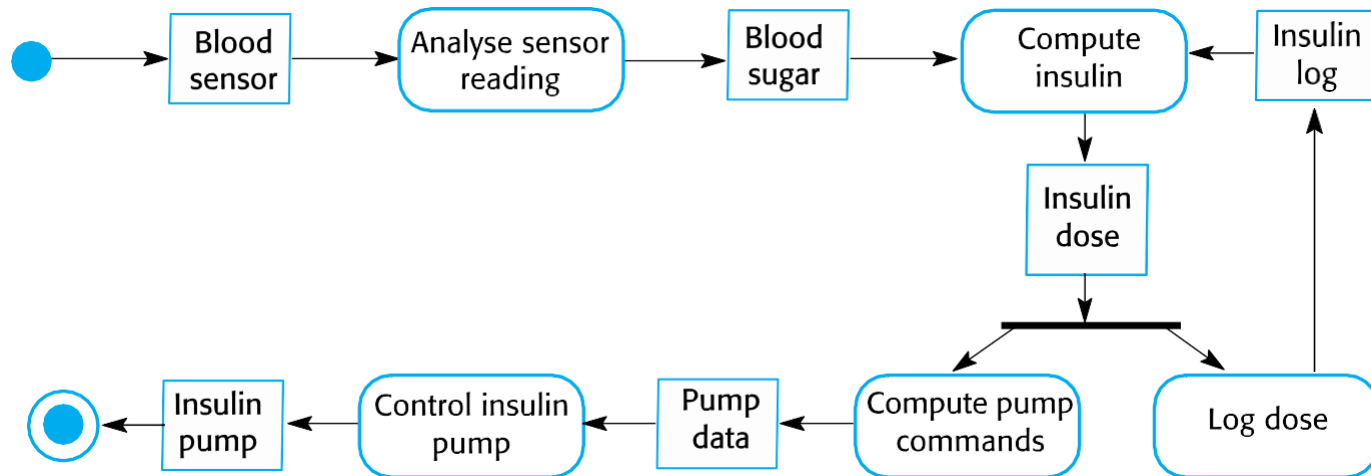 Blood
sensor
Analyse sensor
reading
Blood
sugar
Compute
insulin
Insulin
log
Insulin
dose
Insulin
pump
Control insulin
pump
Pump
data
Compute pump
commands
Log dose